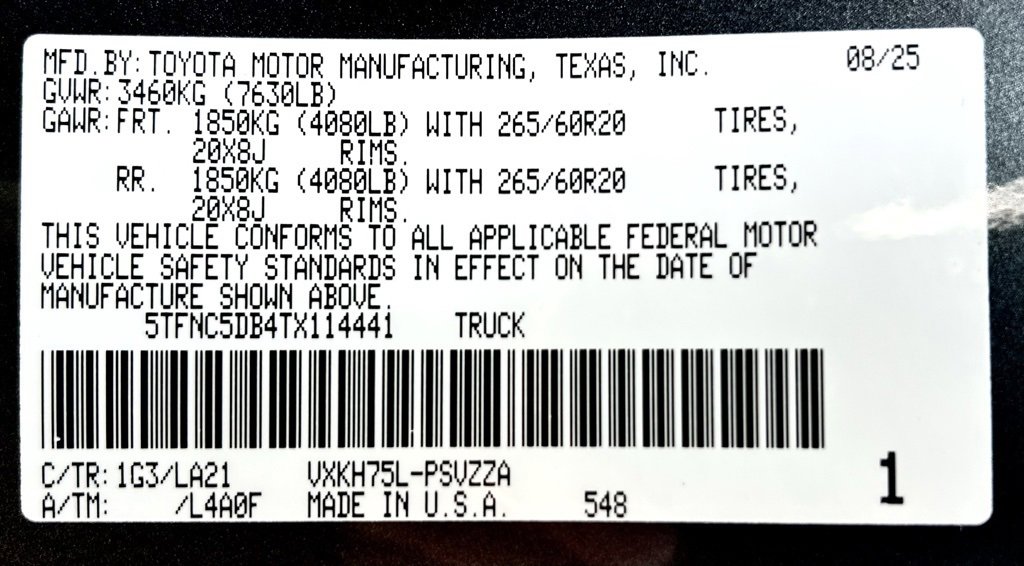 MFD.BY:TOYOTA MOTOR MANUFACTURING, TEXAS, INC. 08/25
GVWR:3460KG (7630LB)
GAWR:FRT. 1850KG (4080LB) WITH 265/60R20 TIRES,
20X8J RIMS.
RR. 1850KG (4080LB) WITH 265/60R20 TIRES,
20X8J RIMS.
THIS VEHICLE CONFORMS TO ALL APPLICABLE FEDERAL MOTOR
VEHICLE SAFETY STANDARDS IN EFFECT ON THE DATE OF
MANUFACTURE SHOWN ABOVE.
5TFNC5DB4TX114441 TRUCK
C/TR:1G3/LA21 VXKH75L-PSVZZA
A/TM: /L4A0F MADE IN U.S.A. 548
1